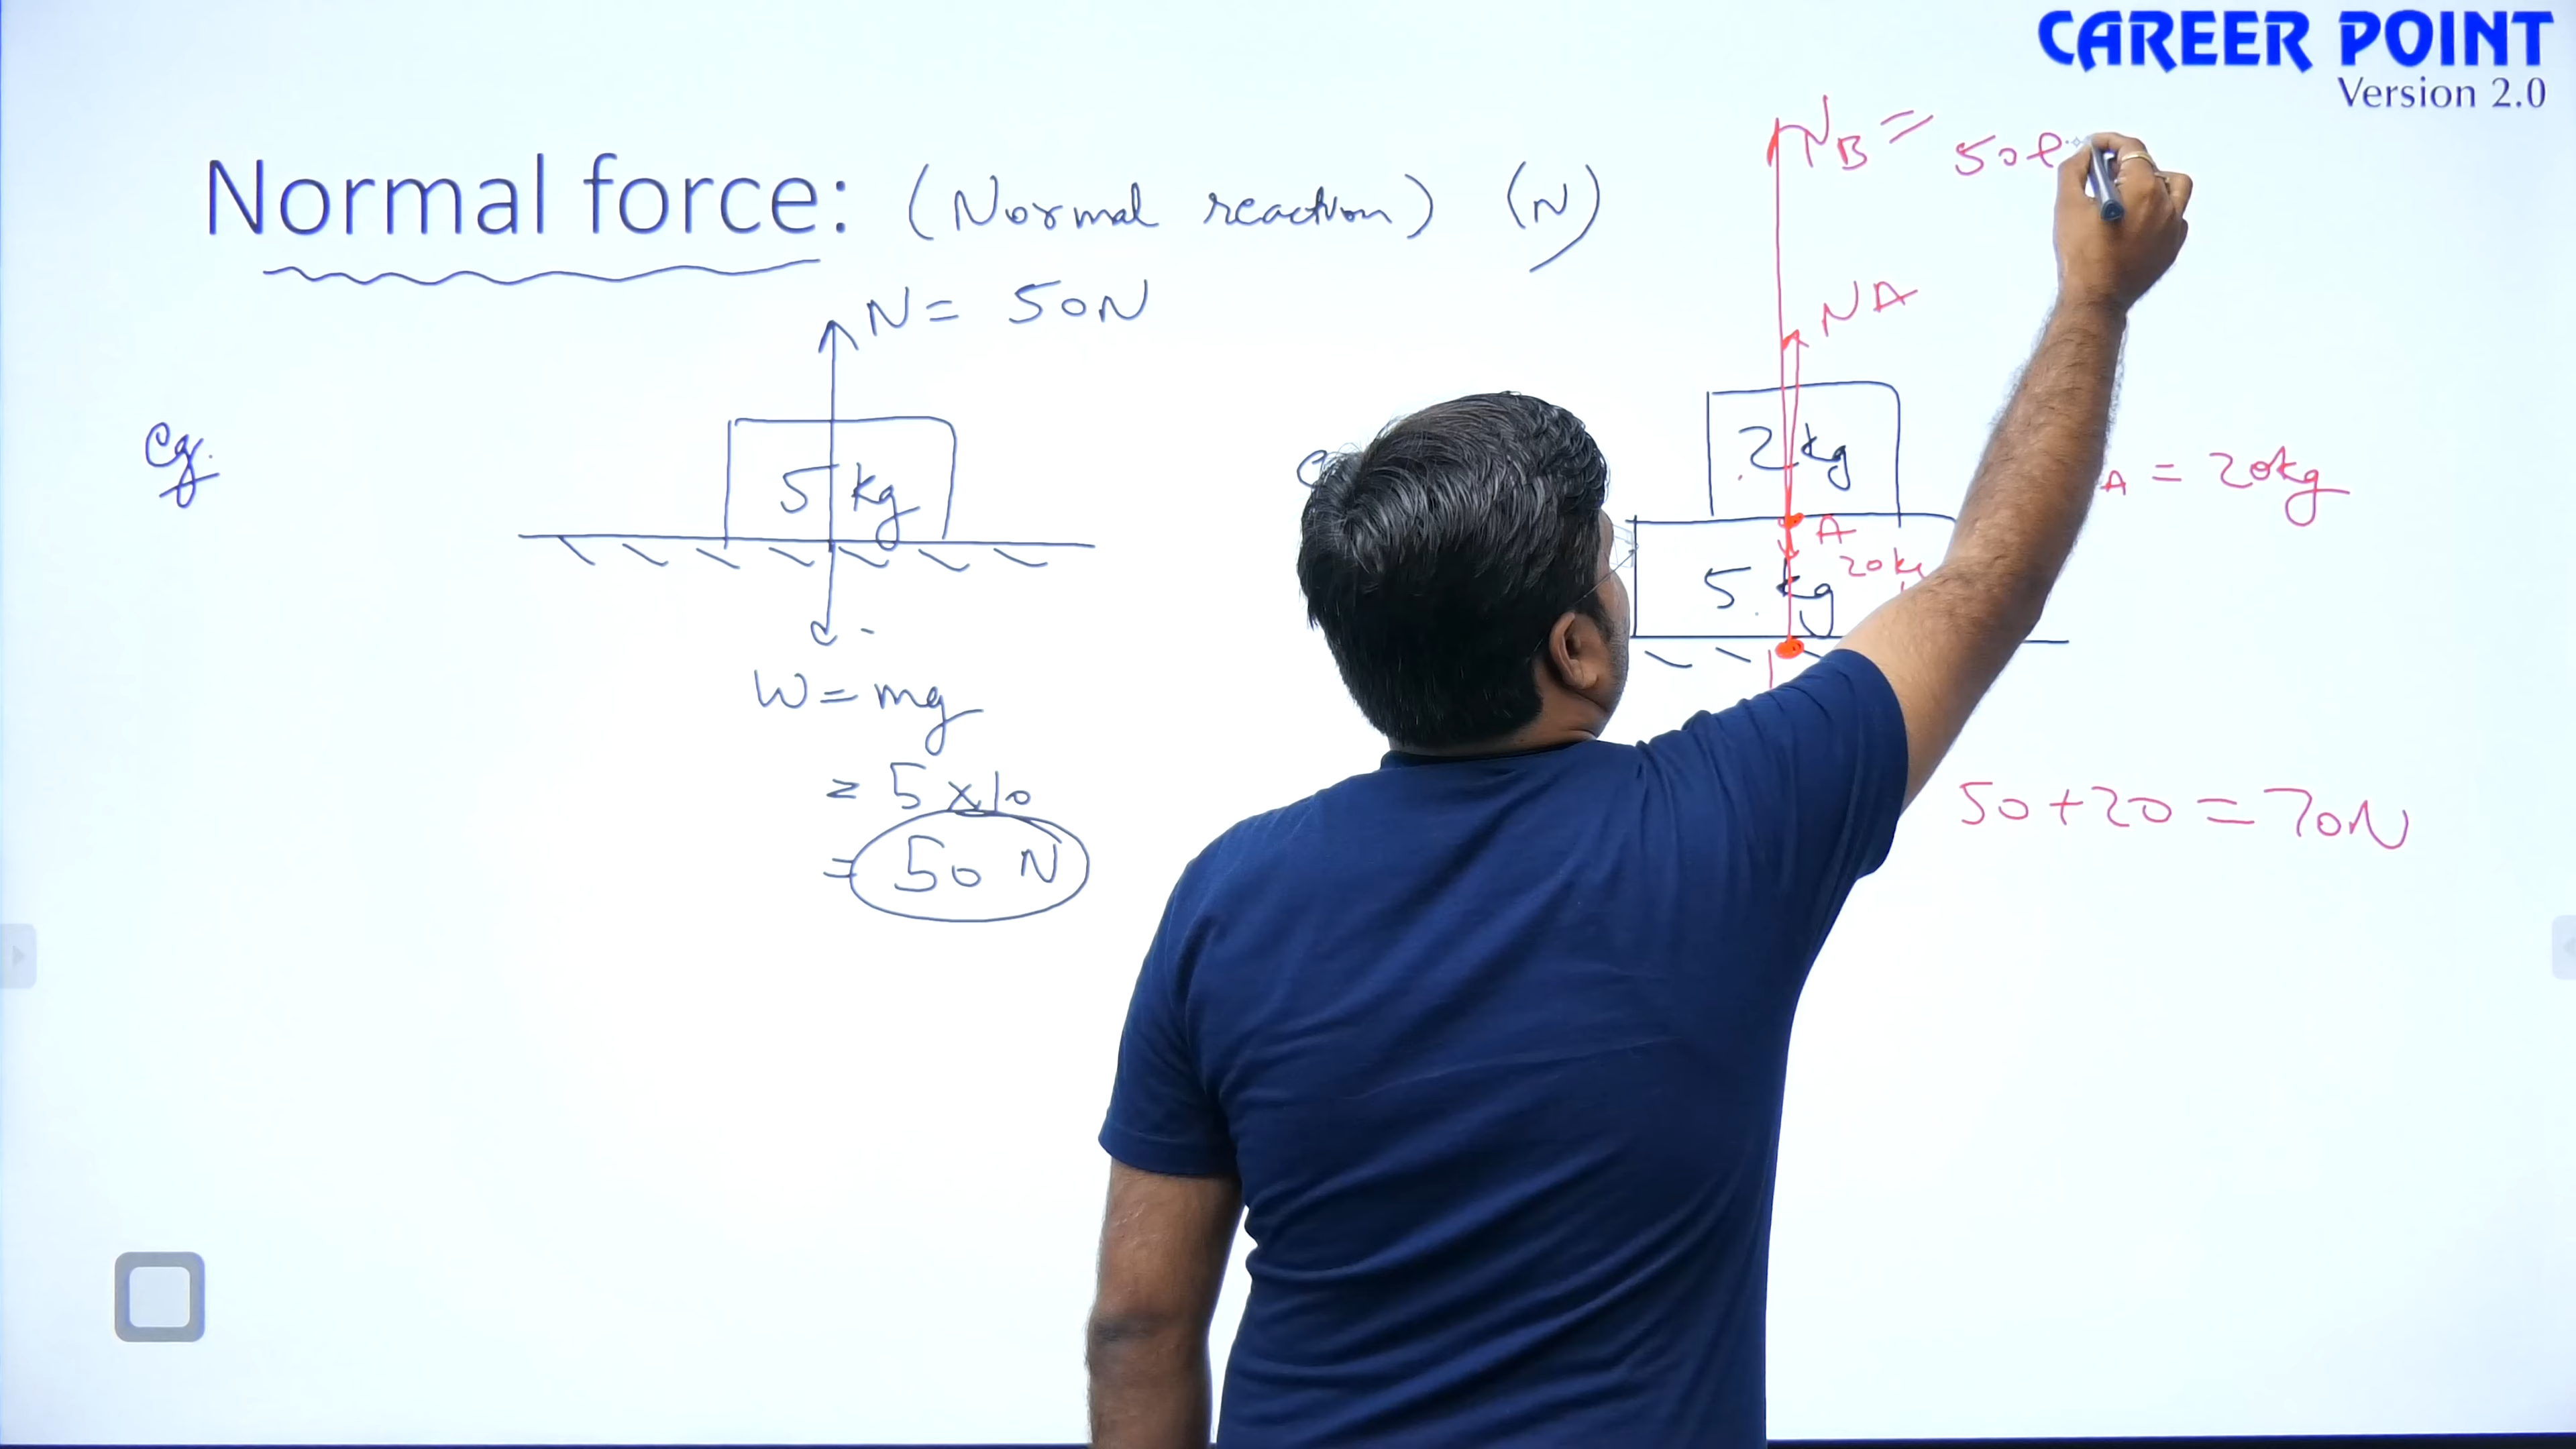 CAREER POINT
Version 2.0
Normal force: (Normal reaction) (N)
N = 50N
Eg.
5 kg
W = mg
= 5 x 10
= 50 N
NB =
NA
2 kg
A = 20kg
A
5 kg
50 + 20 = 70N